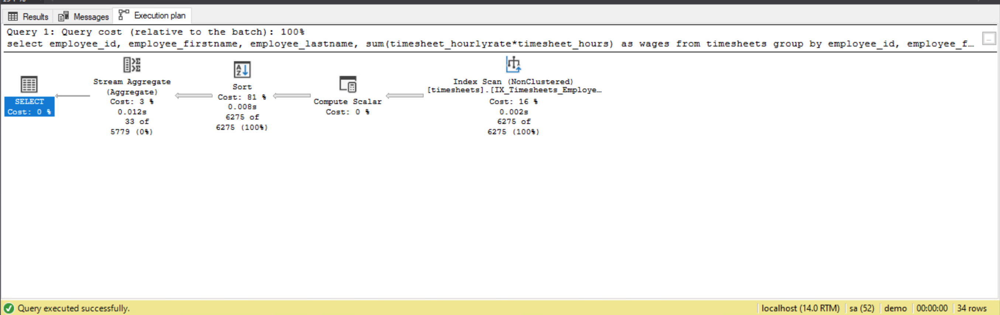 Results Messages Execution plan
Query 1: Query cost (relative to the batch): 100%
select employee_id, employee_firstname, employee_lastname, sum(timesheet_hourlyrate*timesheet_hours) as wages from timesheets group by employee_id, employee_f…
...
SELECT
Cost: 0 %
Stream Aggregate
(Aggregate)
Cost: 3 %
0.012s
33 of
5779 (0%)
Sort
Cost: 81 %
0.008s
6275 of
6275 (100%)
Compute Scalar
Cost: 0 %
Index Scan (NonClustered)
[timesheets].[IX_Timesheets_Employe…
Cost: 16 %
0.002s
6275 of
6275 (100%)
Query executed successfully.
localhost (14.0 RTM) sa (52) demo 00:00:00 34 rows